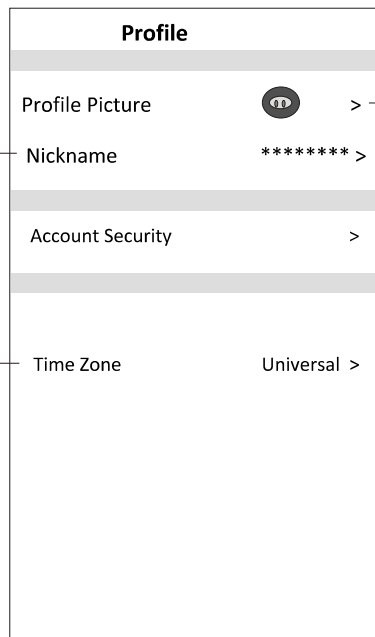 Profile
Profile Picture >
Nickname ******** >
Account Security >
Time Zone Universal >